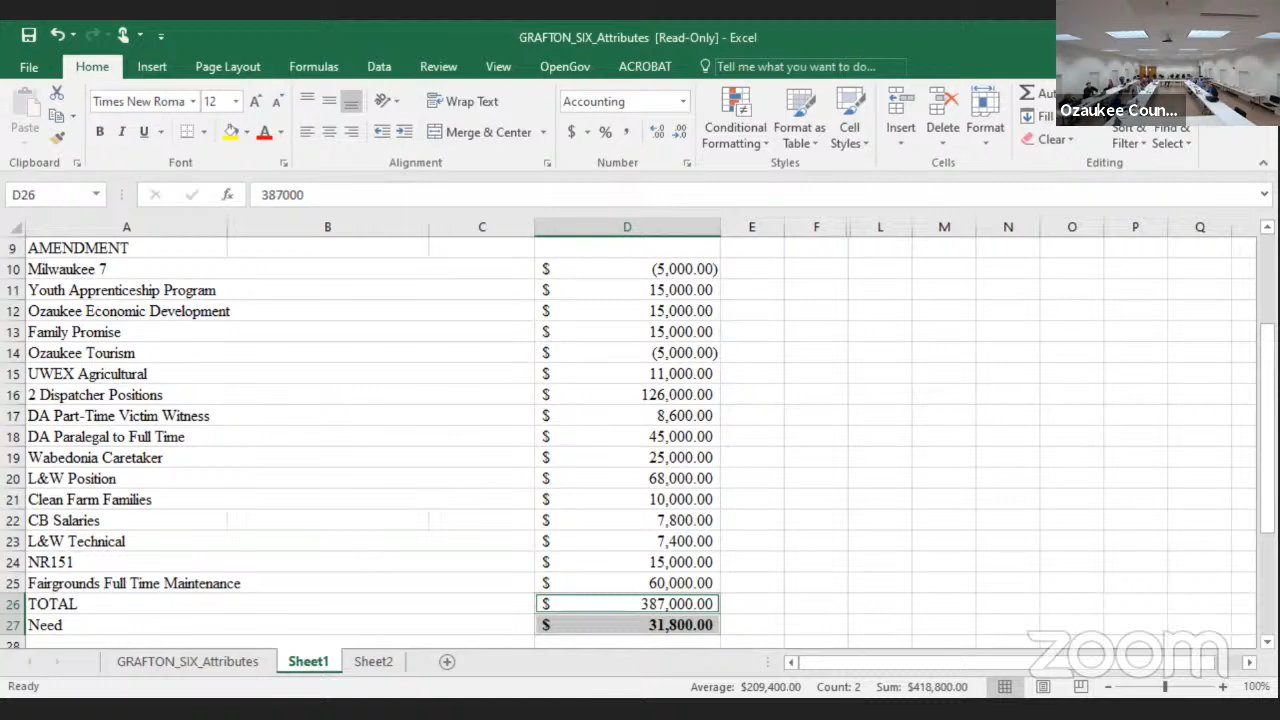 GRAFTON_SIX_Attributes [Read-Only] - Excel
File Home Insert Page Layout Formulas Data Review View OpenGov ACROBAT Tell me what you want to do...
Ozaukee Coun...
Paste
Times New Roma 12
B I U
Wrap Text
Merge & Center
Accounting
$ % ,
Conditional Formatting
Format as Table
Cell Styles
Insert Delete Format
Fill
Clear
Sort & Filter
Find & Select
Clipboard Font Alignment Number Styles Cells Editing
D26 fx 387000
A B C D E F L M N O P Q
9 AMENDMENT
10 Milwaukee 7 $ (5,000.00)
11 Youth Apprenticeship Program $ 15,000.00
12 Ozaukee Economic Development $ 15,000.00
13 Family Promise $ 15,000.00
14 Ozaukee Tourism $ (5,000.00)
15 UWEX Agricultural $ 11,000.00
16 2 Dispatcher Positions $ 126,000.00
17 DA Part-Time Victim Witness $ 8,600.00
18 DA Paralegal to Full Time $ 45,000.00
19 Wabedonia Caretaker $ 25,000.00
20 L&W Position $ 68,000.00
21 Clean Farm Families $ 10,000.00
22 CB Salaries $ 7,800.00
23 L&W Technical $ 7,400.00
24 NR151 $ 15,000.00
25 Fairgrounds Full Time Maintenance $ 60,000.00
26 TOTAL $ 387,000.00
27 Need $ 31,800.00
28
zoom
GRAFTON_SIX_Attributes Sheet1 Sheet2
Ready Average: $209,400.00 Count: 2 Sum: $418,800.00 100%